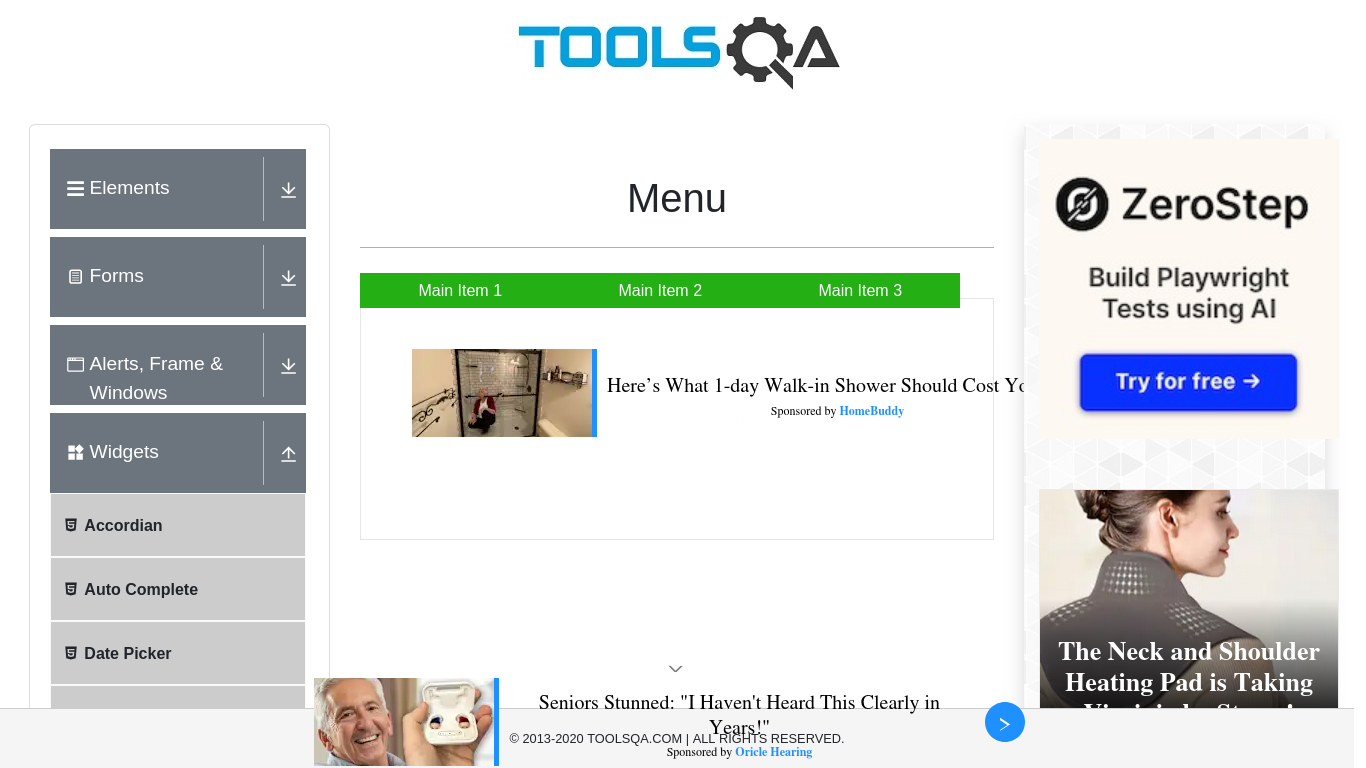 TOOLSQA
Elements
Forms
Alerts, Frame &
Windows
Widgets
Accordian
Auto Complete
Date Picker
Menu
Main Item 1
Main Item 2
Main Item 3
Here’s What 1-day Walk-in Shower Should Cost
Sponsored by HomeBuddy
ZeroStep
Build Playwright
Tests using AI
Try for free →
The Neck and Shoulder
Heating Pad is Taking
Seniors Stunned: "I Haven't Heard This Clearly in
Years!"
© 2013-2020 TOOLSQA.COM | ALL RIGHTS RESERVED.
Sponsored by Oricle Hearing